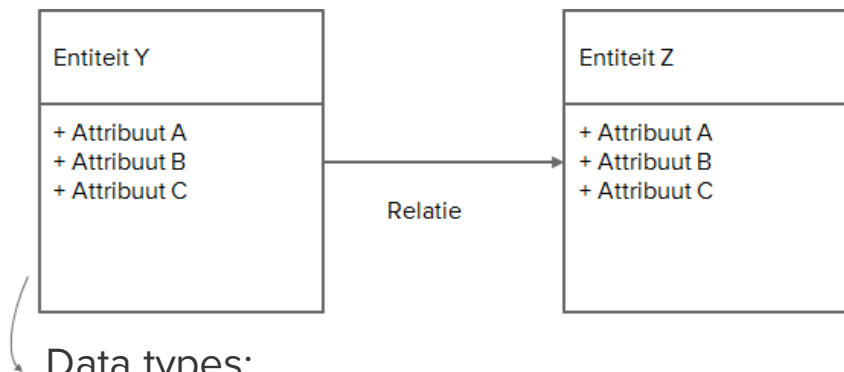 Entiteit Y
+ Attribuut A
+ Attribuut B
+ Attribuut C
Relatie
Entiteit Z
+ Attribuut A
+ Attribuut B
+ Attribuut C
Data types: